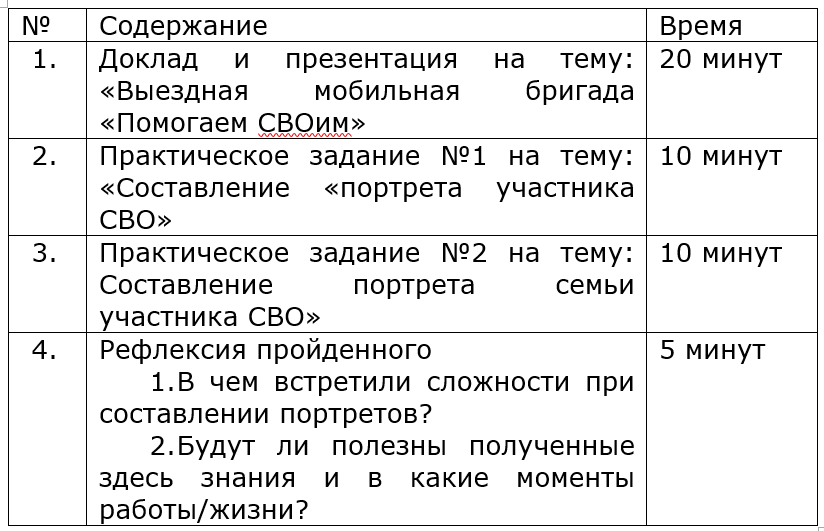 № Содержание Время
1. Доклад и презентация на тему: 20 минут
«Выездная мобильная бригада
«Помогаем СВОим»
2. Практическое задание №1 на тему: 10 минут
«Составление «портрета участника
СВО»
3. Практическое задание №2 на тему: 10 минут
Составление портрета семьи
участника СВО»
4. Рефлексия пройденного 5 минут
1.В чем встретили сложности при
составлении портретов?
2.Будут ли полезны полученные
здесь знания и в какие моменты
работы/жизни?